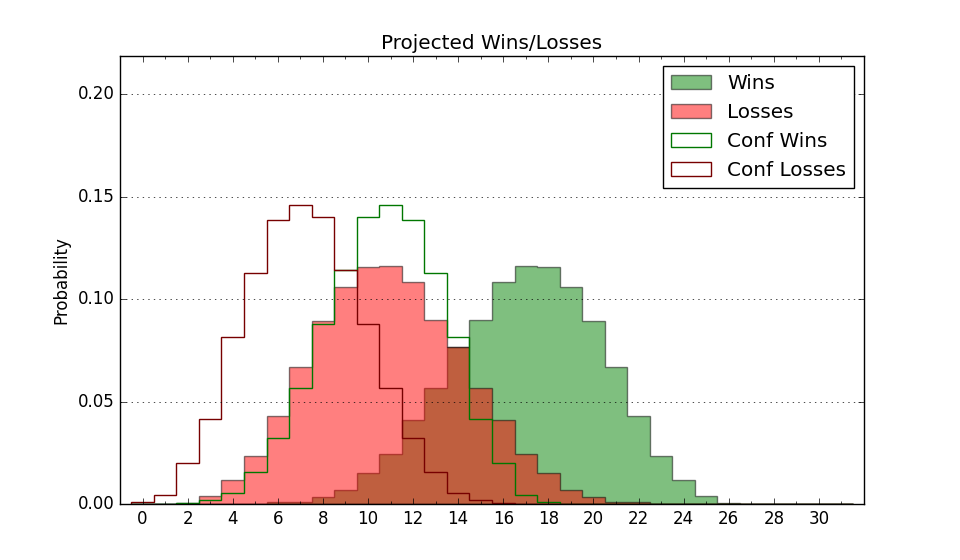 Projected Wins/Losses
Wins
Losses
Conf Wins
Conf Losses
Probability
0.20
0.15
0.10
0.05
0.00
0 2 4 6 8 10 12 14 16 18 20 22 24 26 28 30